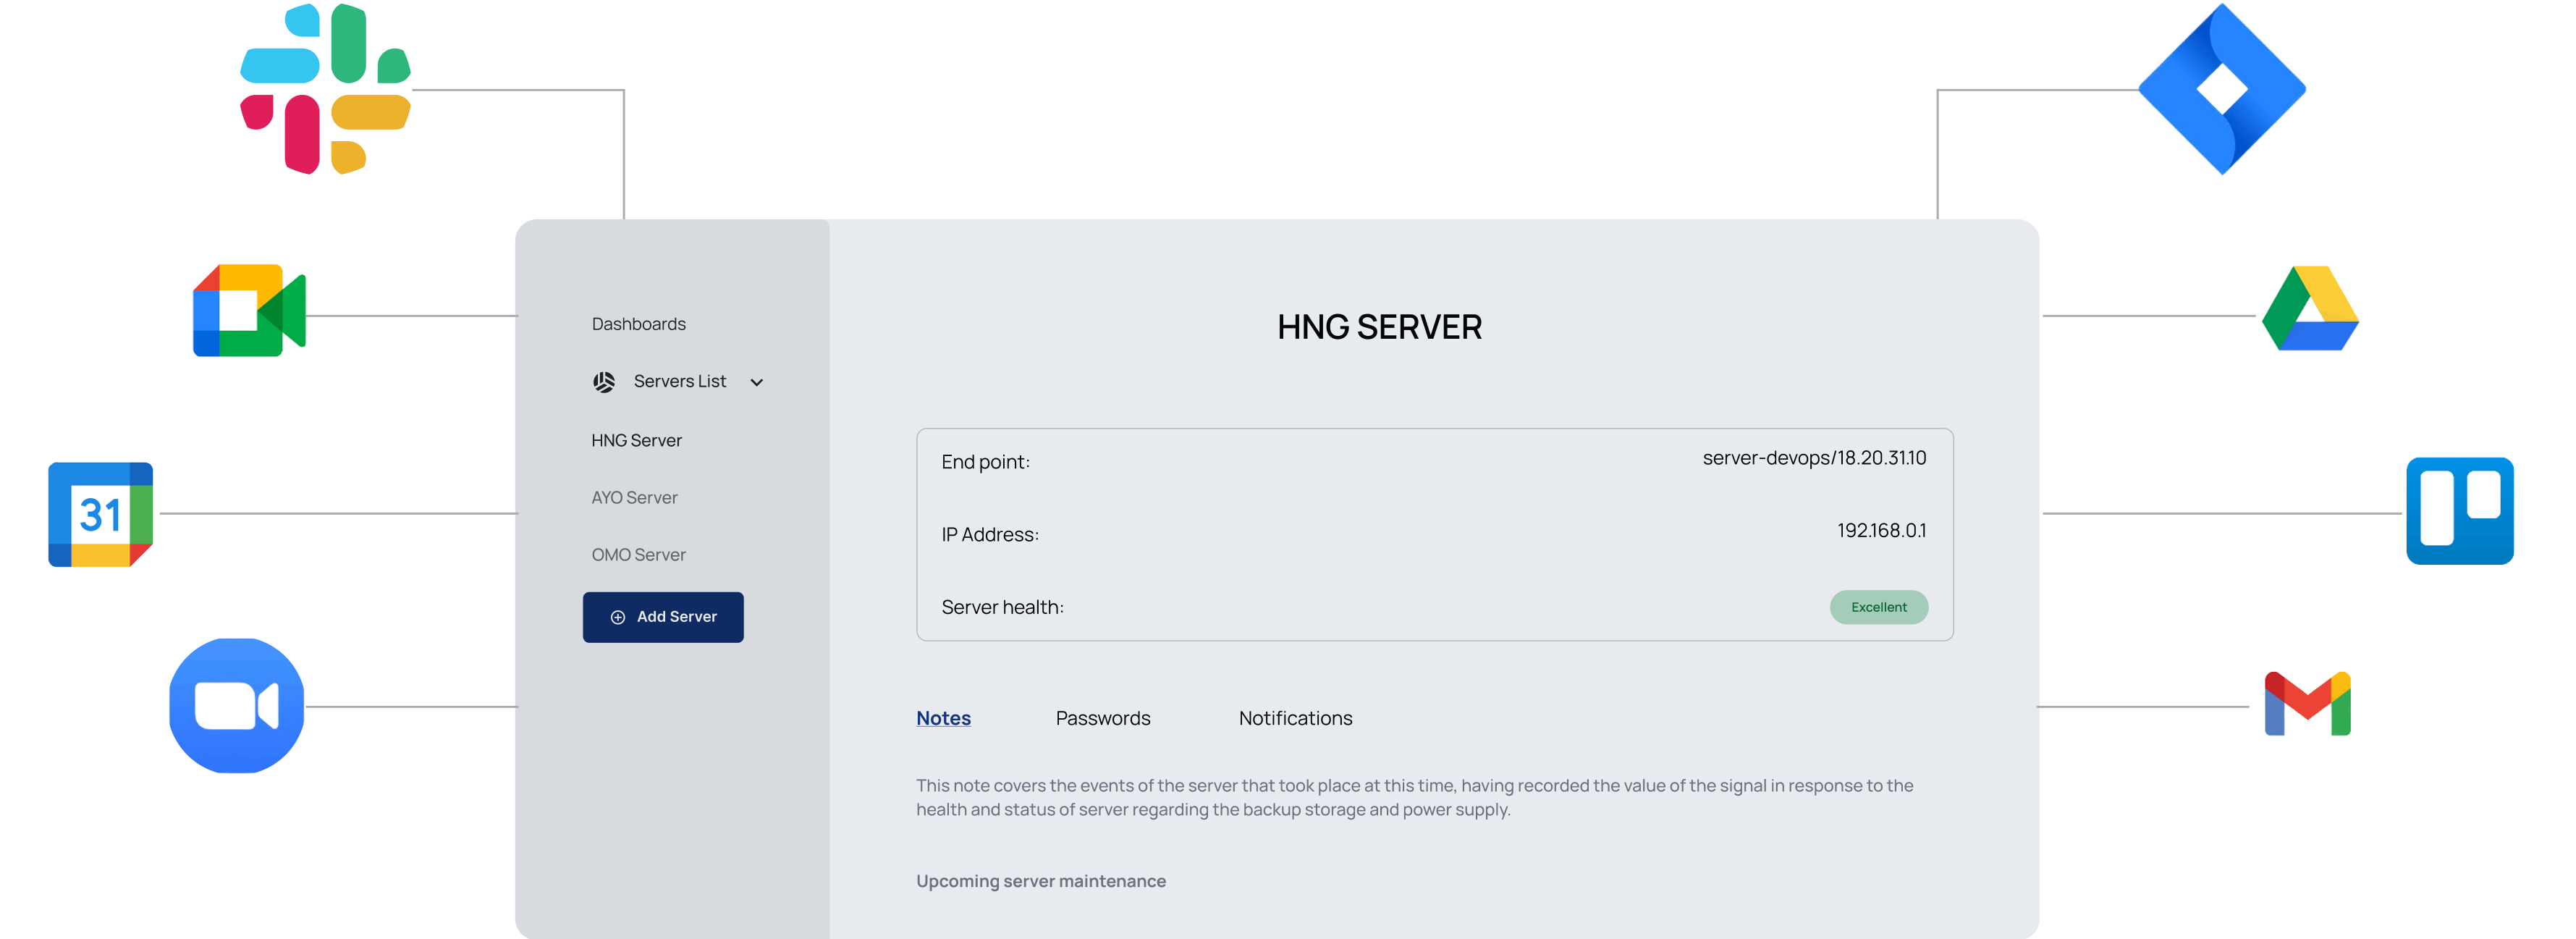 31
Dashboards
Servers List
HNG Server
AYO Server
OMO Server
Add Server
HNG SERVER
End point:
server-devops/18.20.31.10
IP Address:
192.168.0.1
Server health:
Excellent
Notes
Passwords
Notifications
This note covers the events of the server that took place at this time, having recorded the value of the signal in response to the
health and status of server regarding the backup storage and power supply.
Upcoming server maintenance